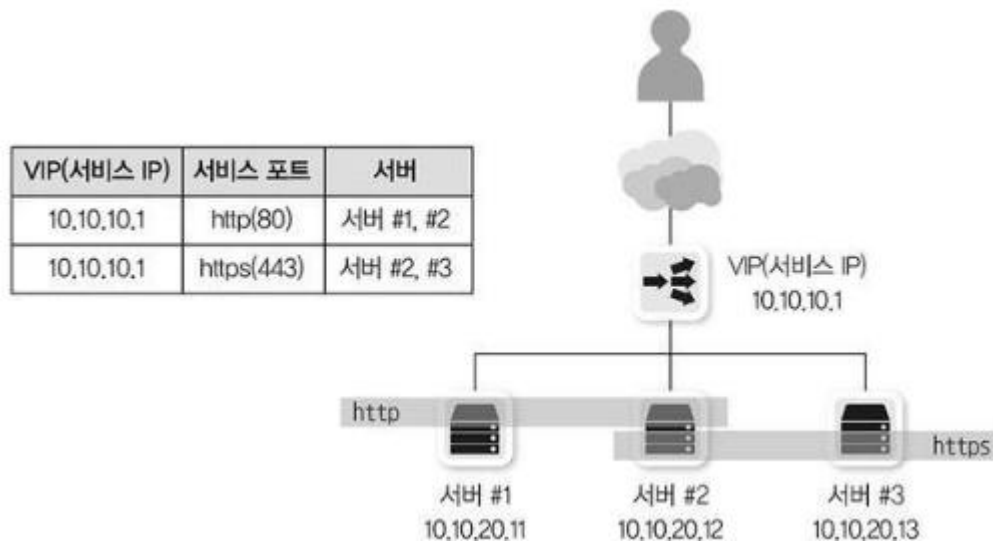 VIP(서비스 IP) 서비스 포트 서버
10.10.10.1 http(80) 서버 #1, #2
10.10.10.1 https(443) 서버 #2, #3
VIP(서비스 IP)
10.10.10.1
http
https
서버 #1
10.10.20.11
서버 #2
10.10.20.12
서버 #3
10.10.20.13